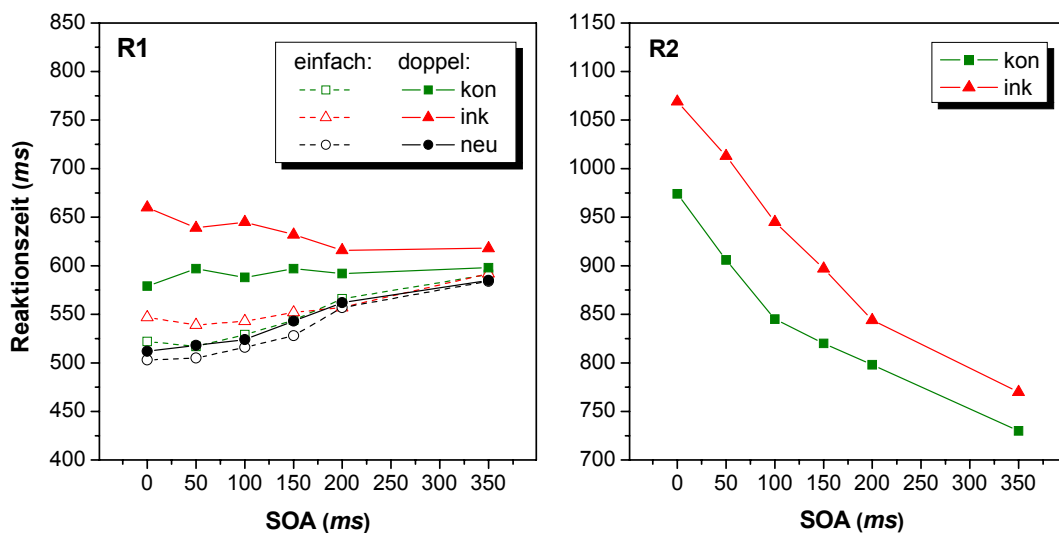 R1
einfach: doppel:
kon
ink
neu
Reaktionszeit (ms)
850
800
750
700
650
600
550
500
450
400
0 50 100 150 200 250 300 350
SOA (ms)
R2
kon
ink
1150
1100
1050
1000
950
900
850
800
750
700
0 50 100 150 200 250 300 350
SOA (ms)